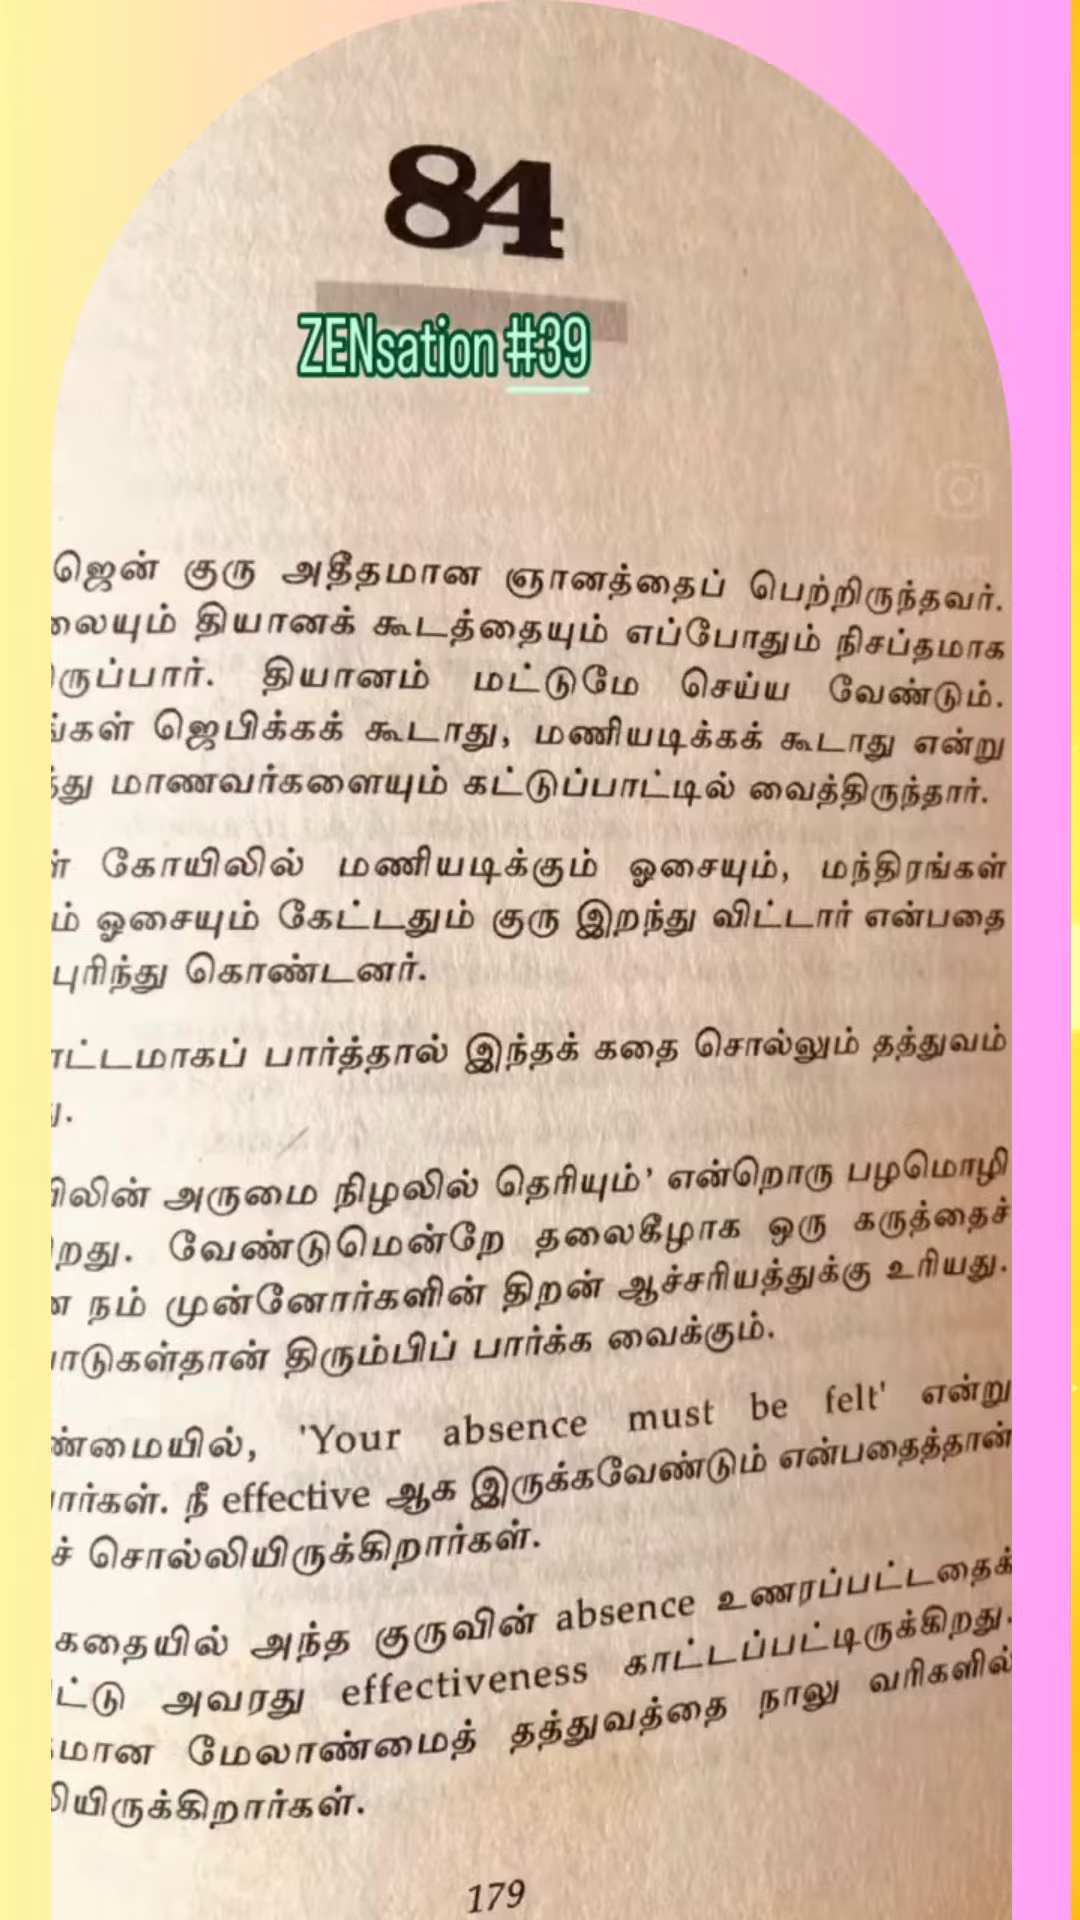 84
ZENsation #39
ஜென் குரு அதீதமான ஞானத்தைப் பெற்றிருந்தவர்.
லையும் தியானக் கூடத்தையும் எப்போதும் நிசப்தமாக
ருப்பார். தியானம் மட்டுமே செய்ய வேண்டும்.
ங்கள் ஜெபிக்கக் கூடாது, மணியடிக்கக் கூடாது என்று
து மாணவர்களையும் கட்டுப்பாட்டில் வைத்திருந்தார்.
கோயிலில் மணியடிக்கும் ஓசையும், மந்திரங்கள்
ம் ஓசையும் கேட்டதும் குரு இறந்து விட்டார் என்பதை
புரிந்து கொண்டனர்.
ட்டமாகப் பார்த்தால் இந்தக் கதை சொல்லும் தத்துவம்
யிலின் அருமை நிழலில் தெரியும்' என்றொரு பழமொழி
றது. வேண்டுமென்றே தலைகீழாக ஒரு கருத்தைச்
ன நம் முன்னோர்களின் திறன் ஆச்சரியத்துக்கு உரியது.
பாடுகள்தான் திரும்பிப் பார்க்க வைக்கும்.
ண்மையில், 'Your absence must be felt' என்று
ார்கள். நீ effective ஆக இருக்கவேண்டும் என்பதைத்தான்
ச் சொல்லியிருக்கிறார்கள்.
கதையில் அந்த குருவின் absence உணரப்பட்டதைக்
ட்டு அவரது effectiveness காட்டப்பட்டிருக்கிறது.
மான மேலாண்மைத் தத்துவத்தை நாலு வரிகளில்
லியிருக்கிறார்கள்.
179